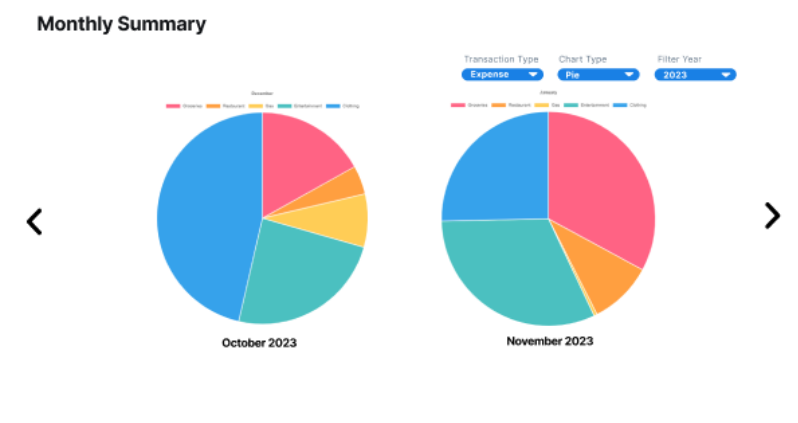 Monthly Summary
Transaction Type Chart Type Filter Year
Expense Pie 2023
December
Groceries Restaurant Gas Entertainment Clothing
Groceries Restaurant Gas Entertainment Clothing
October 2023
November 2023